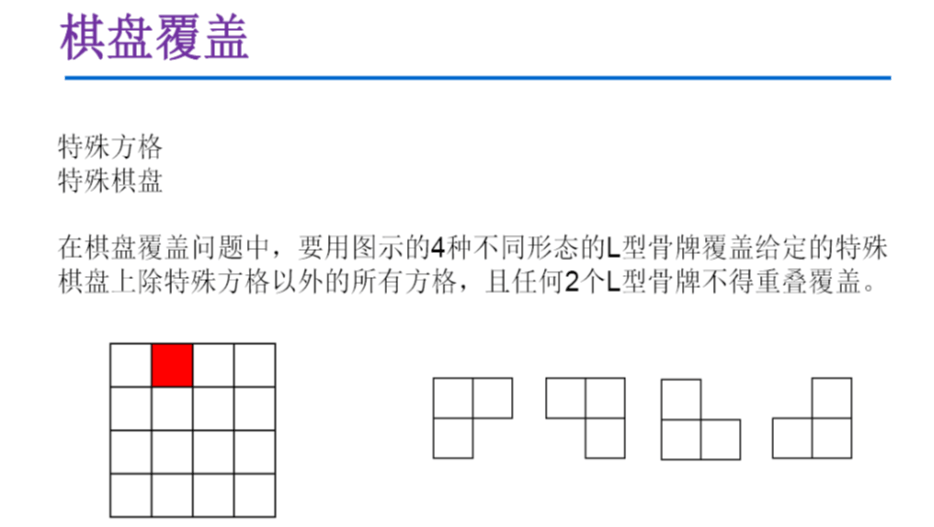 棋盘覆盖
特殊方格
特殊棋盘
在棋盘覆盖问题中，要用图示的4种不同形态的L型骨牌覆盖给定的特殊
棋盘上除特殊方格以外的所有方格，且任何2个L型骨牌不得重叠覆盖。